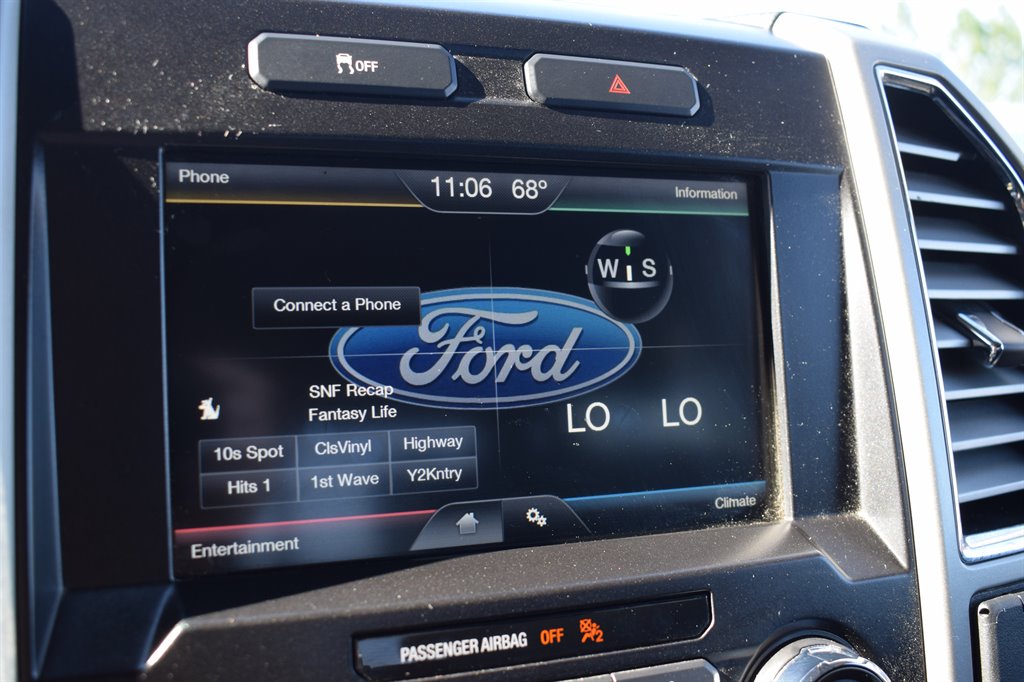 OFF
Phone
11:06 68°
Information
W S
Connect a Phone
Ford
SNF Recap
Fantasy Life
LO LO
10s Spot ClsVinyl Highway
Hits 1 1st Wave Y2Kntry
Climate
Entertainment
PASSENGER AIRBAG OFF 2